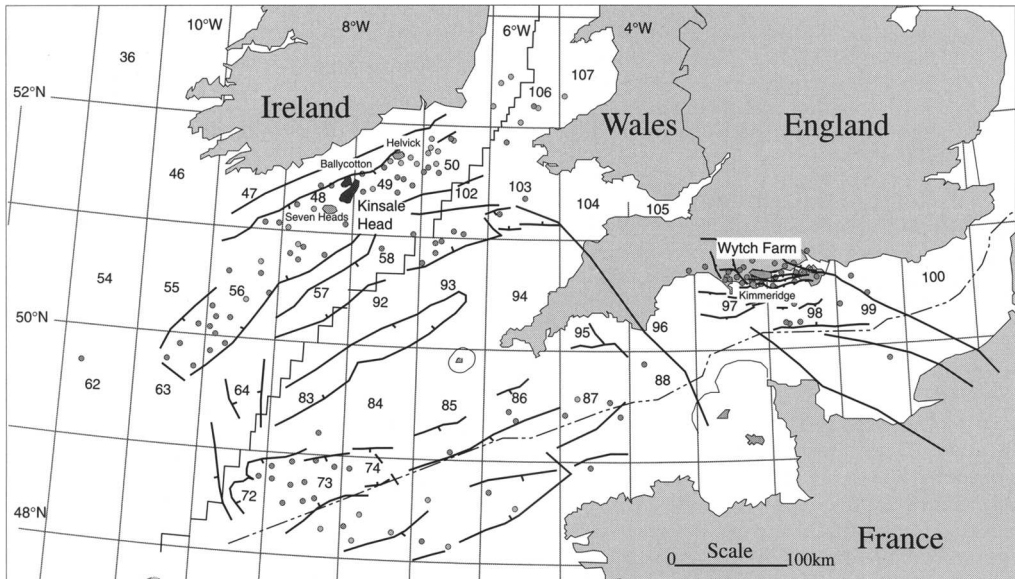 10°W
8°W
6°W
4°W
36
107
52°N
106
Ireland
Wales
England
Helvick
46
Ballycotton
50
47
49
48
102
103
104
105
Seven Heads
Kinsale
Head
Wytch Farm
58
54
55
56
57
93
92
94
Kimmeridge
100
97
98
99
50°N
95
96
62
63
64
83
84
85
86
87
88
74
73
72
48°N
France
0 Scale 100km